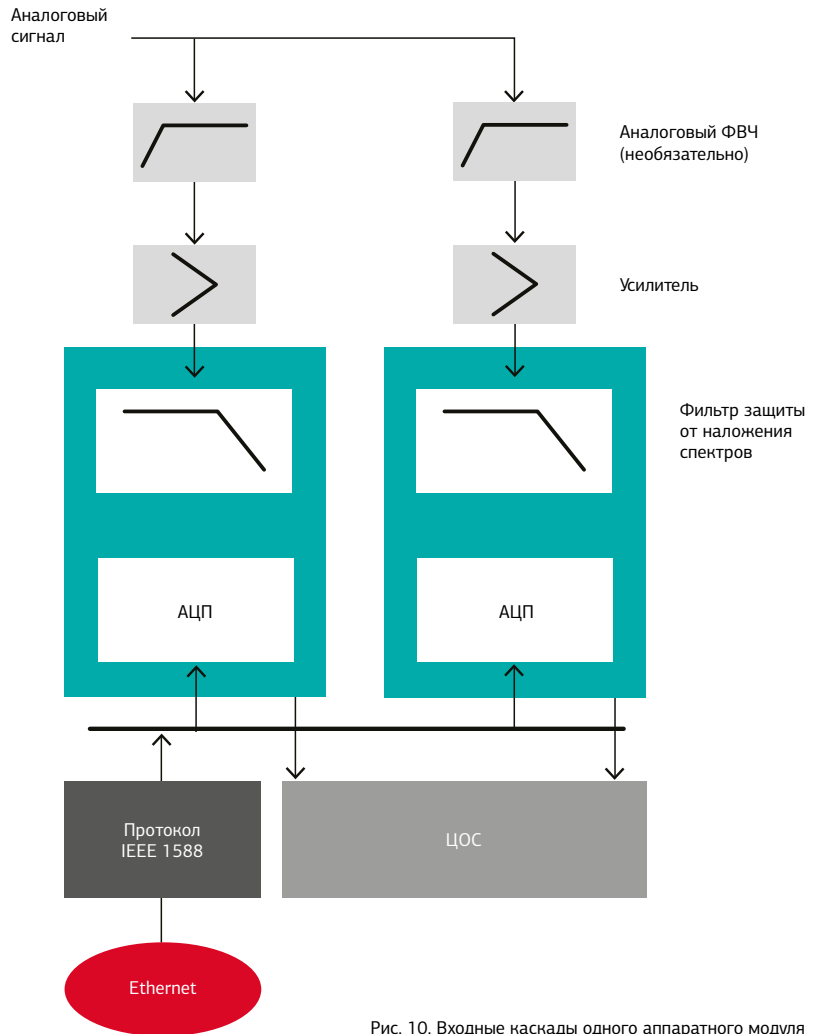 Аналоговый
сигнал
Аналоговый ФВЧ
(необязательно)
Усилитель
Фильтр защиты
от наложения
спектров
АЦП
АЦП
Протокол
IEEE 1588
ЦОС
Ethernet
Рис. 10. Входные каскады одного аппаратного модуля